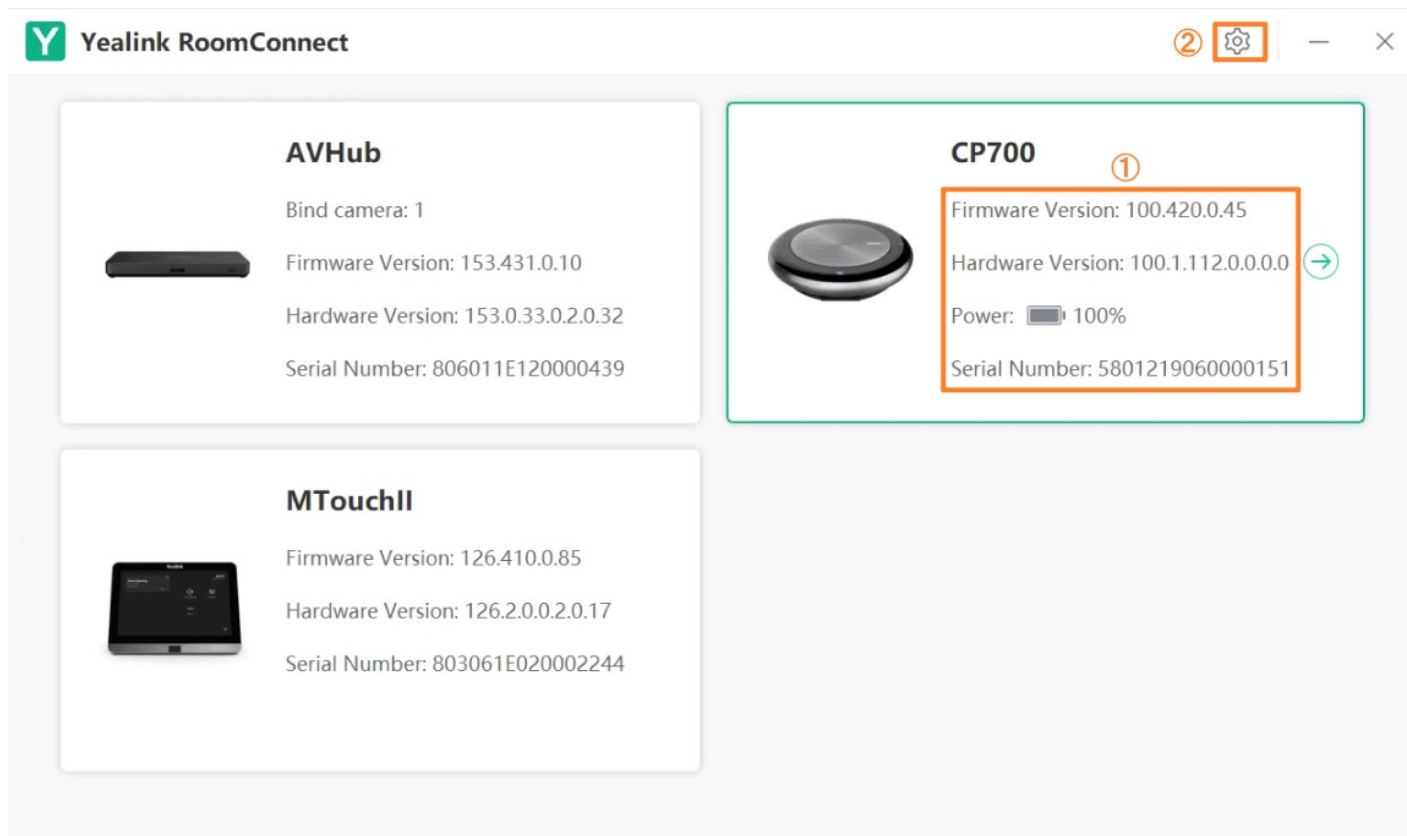 Yealink RoomConnect
②
AVHub
Bind camera: 1
Firmware Version: 153.431.0.10
Hardware Version: 153.0.33.0.2.0.32
Serial Number: 806011E120000439
CP700
①
Firmware Version: 100.420.0.45
Hardware Version: 100.1.112.0.0.0.0
Power: 100%
Serial Number: 5801219060000151
MTouchII
Firmware Version: 126.410.0.85
Hardware Version: 126.2.0.0.2.0.17
Serial Number: 803061E020002244